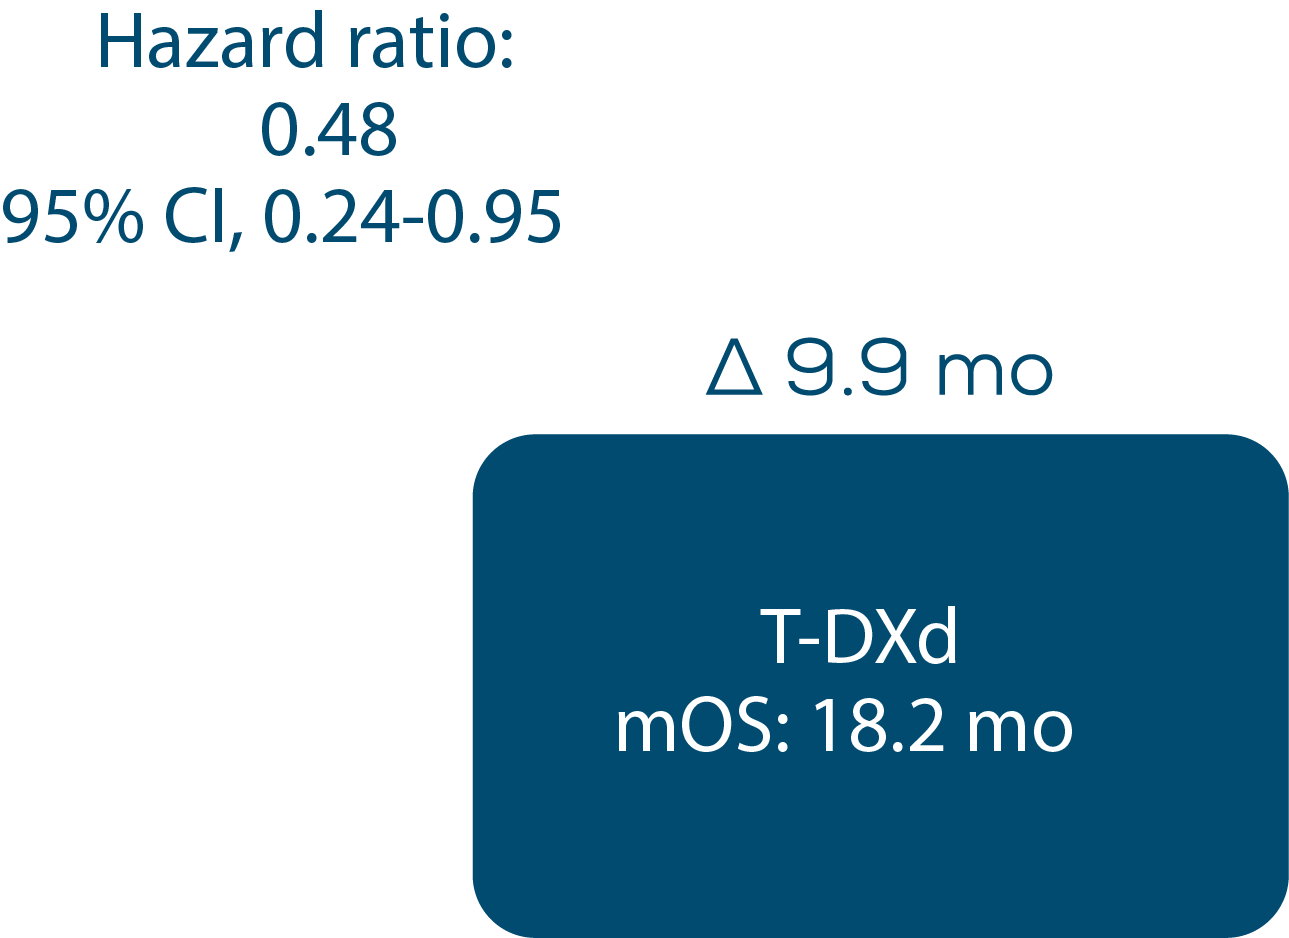 Hazard ratio:
0.48
95% CI, 0.24-0.95
Δ 9.9 mo
T-DXd
mOS: 18.2 mo